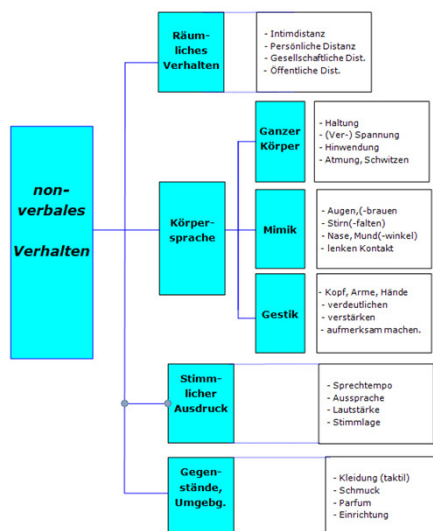 Räum-
liches
Verhalten
- Intimdistanz
- Persönliche Distanz
- Gesellschaftliche Dist.
- Öffentliche Dist.
non-
verbales
Verhalten
Körper-
sprache
Ganzer
Körper
- Haltung
- (Ver-) Spannung
- Hinwendung
- Atmung, Schwitzen
Mimik
- Augen,(-brauen
- Stirn(-falten)
- Nase, Mund(-winkel)
- lenken Kontakt
Gestik
- Kopf, Arme, Hände
- verdeutlichen
- verstärken
- aufmerksam machen.
Stimm-
licher
Ausdruck
- Sprechtempo
- Aussprache
- Lautstärke
- Stimmlage
Gegen-
stände,
Umgebg.
- Kleidung (taktil)
- Schmuck
- Parfum
- Einrichtung